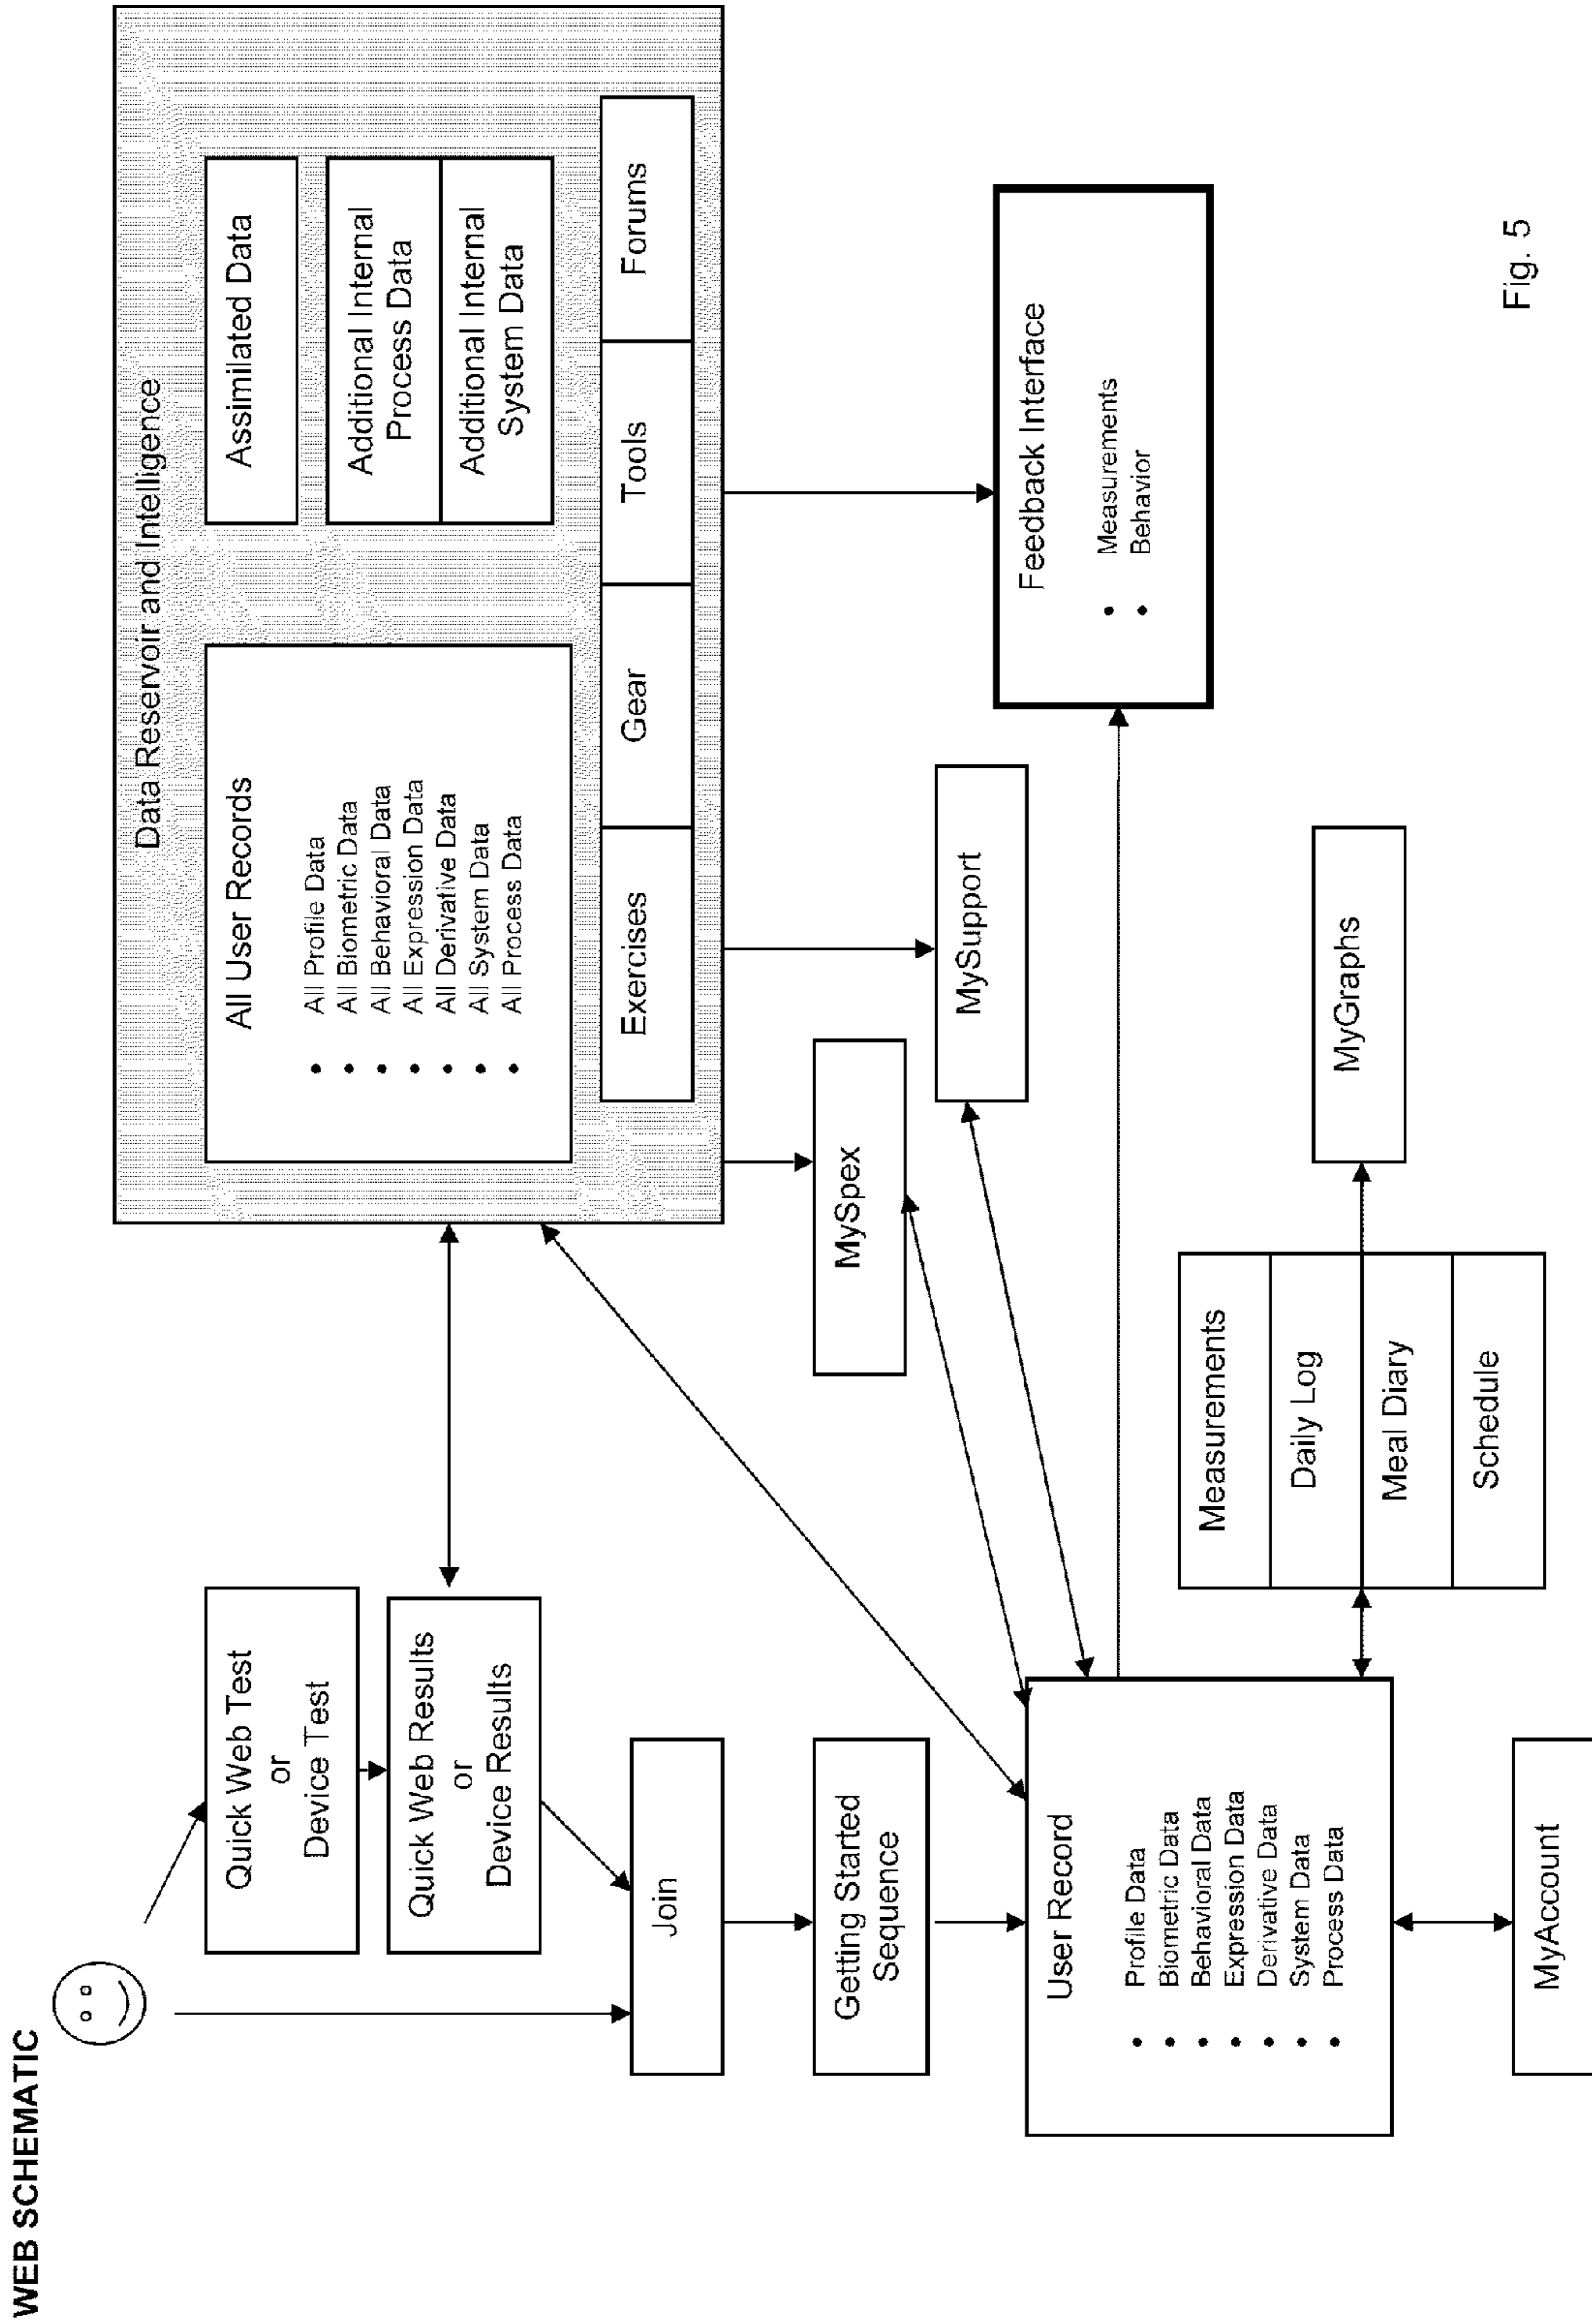 WEB SCHEMATIC
Quick Web Test
or
Device Test
Quick Web Results
or
Device Results
Join
Getting Started
Sequence
User Record
• Profile Data
• Biometric Data
• Behavioral Data
• Expression Data
• Derivative Data
• System Data
• Process Data
MyAccount
Data Reservoir and Intelligence
All User Records
• All Profile Data
• All Biometric Data
• All Behavioral Data
• All Expression Data
• All Derivative Data
• All System Data
• All Process Data
Assimilated Data
Additional Internal
Process Data
Additional Internal
System Data
Exercises
Gear
Tools
Forums
MySpex
MySupport
Feedback Interface
• Measurements
• Behavior
Measurements
Daily Log
Meal Diary
Schedule
MyGraphs
Fig. 5